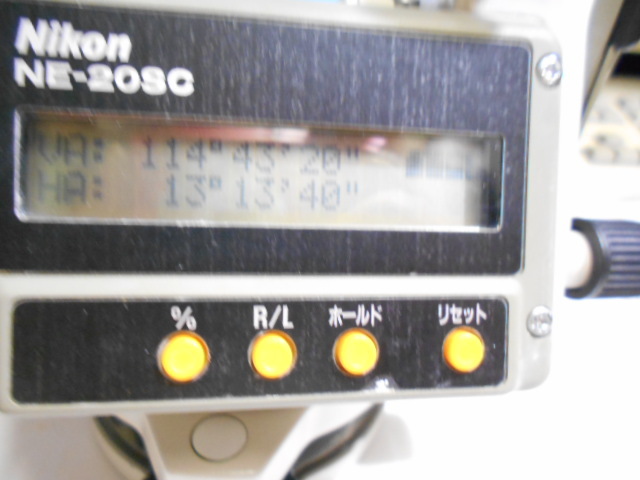 Nikon
NE-20SC
VA: 114° 43' 20"
HA: 13° 13' 40"
% R/L ホールド リセット